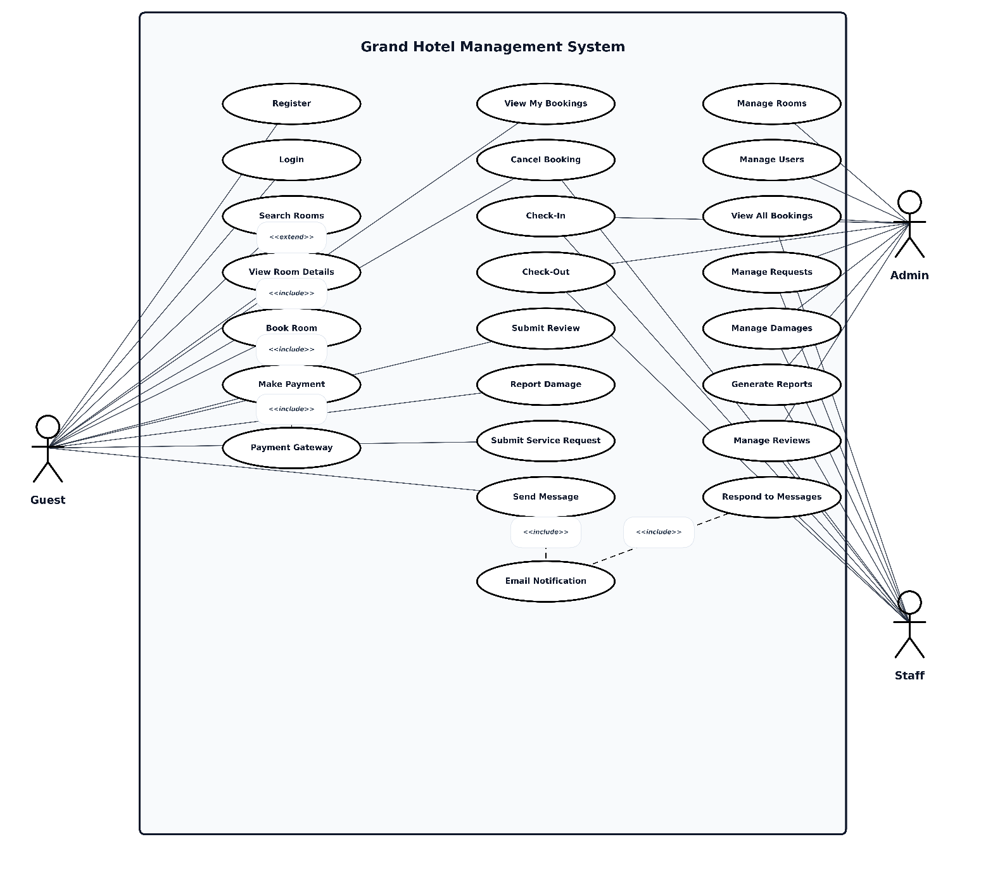 Grand Hotel Management System
Register
View My Bookings
Manage Rooms
Login
Cancel Booking
Manage Users
Search Rooms
Check-In
View All Bookings
<<extend>>
View Room Details
Check-Out
Manage Requests
Admin
<<include>>
Book Room
Submit Review
Manage Damages
<<include>>
Make Payment
Report Damage
Generate Reports
<<include>>
Payment Gateway
Submit Service Request
Manage Reviews
Guest
Send Message
Respond to Messages
<<include>>
<<include>>
Email Notification
Staff